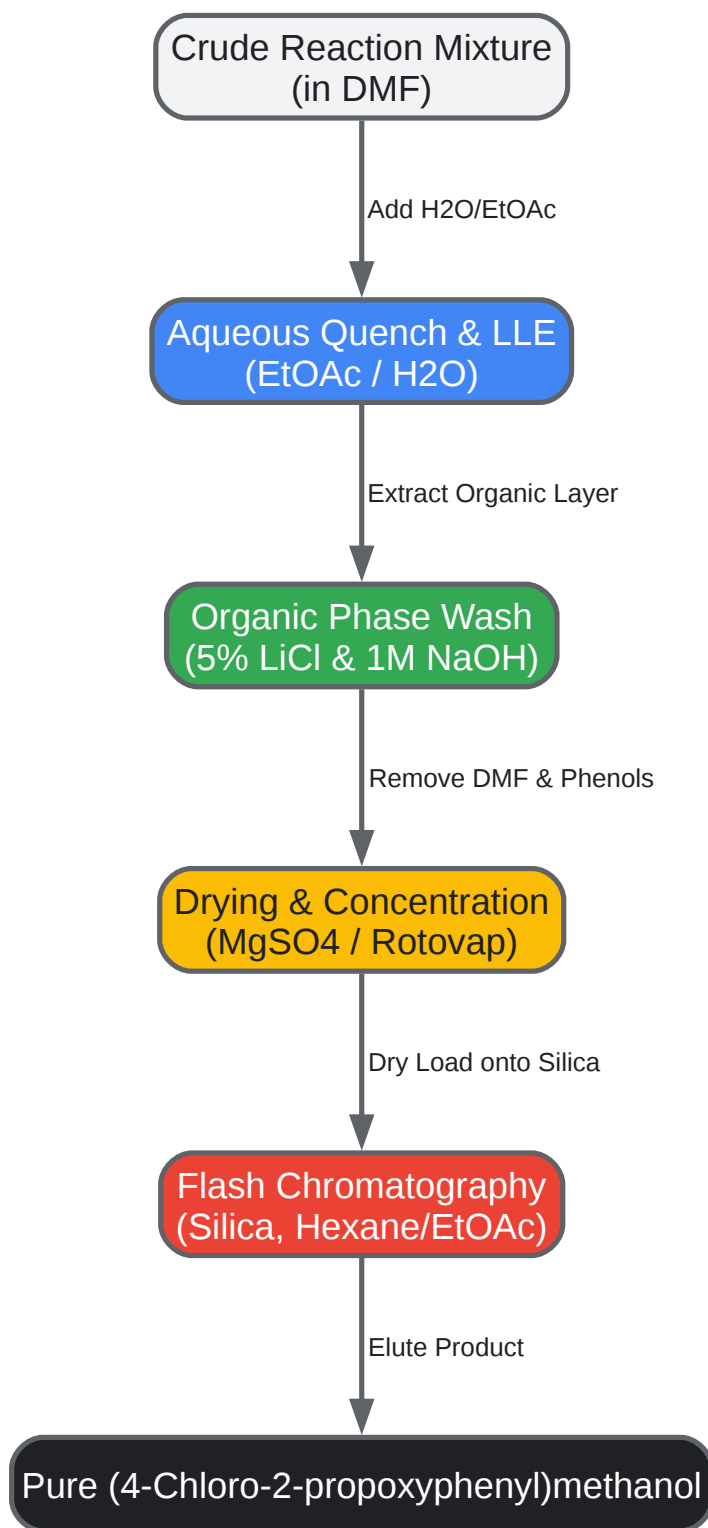 Crude Reaction Mixture
(in DMF)
Add H2O/EtOAc
Aqueous Quench & LLE
(EtOAc / H2O)
Extract Organic Layer
Organic Phase Wash
(5% LiCl & 1M NaOH)
Remove DMF & Phenols
Drying & Concentration
(MgSO4 / Rotovap)
Dry Load onto Silica
Flash Chromatography
(Silica, Hexane/EtOAc)
Elute Product
Pure (4-Chloro-2-propoxyphenyl)methanol